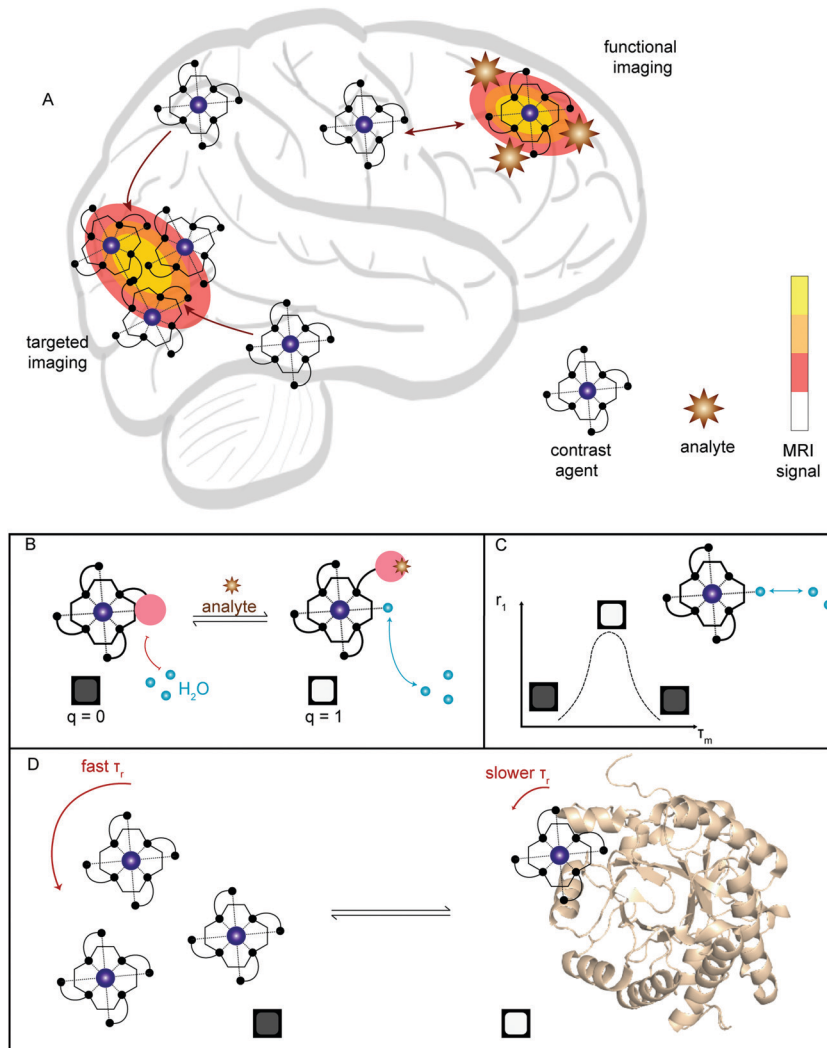 functional
imaging
A
targeted
imaging
contrast
agent
analyte
MRI
signal
B
analyte
H₂O
q = 0
q = 1
C
r₁
τₘ
D
fast τᵣ
slower τᵣ